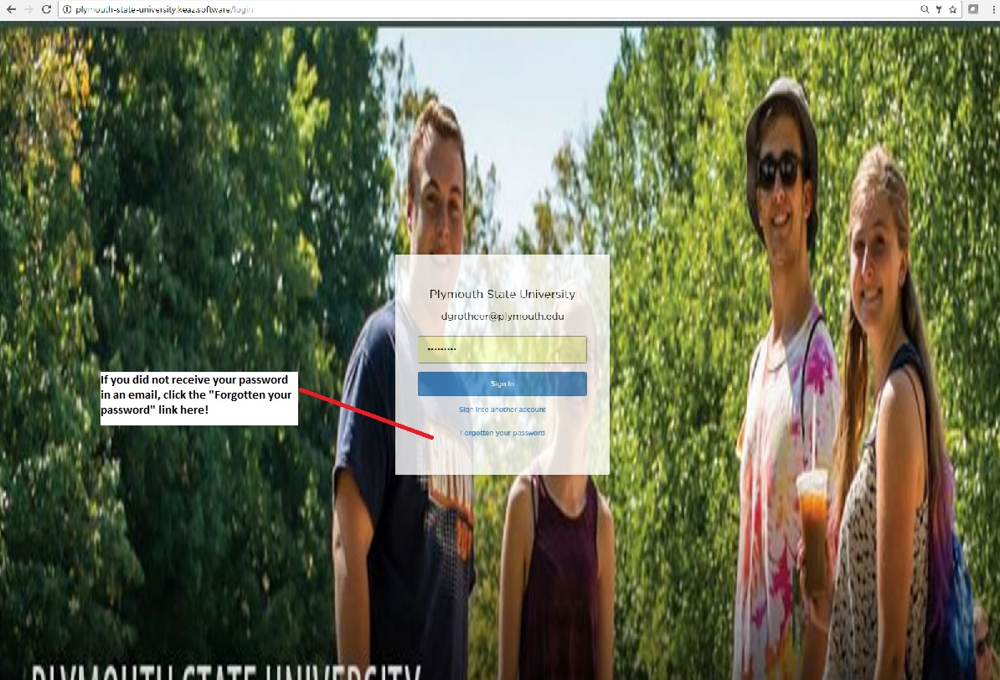 plymouth-state-university.keaz.software/login
Plymouth State University
dgrotheer@plymouth.edu
Sign In
Sign into another account
Forgotten your password
If you did not receive your password
in an email, click the "Forgotten your
password" link here!
PLYMOUTH STATE UNIVERSITY